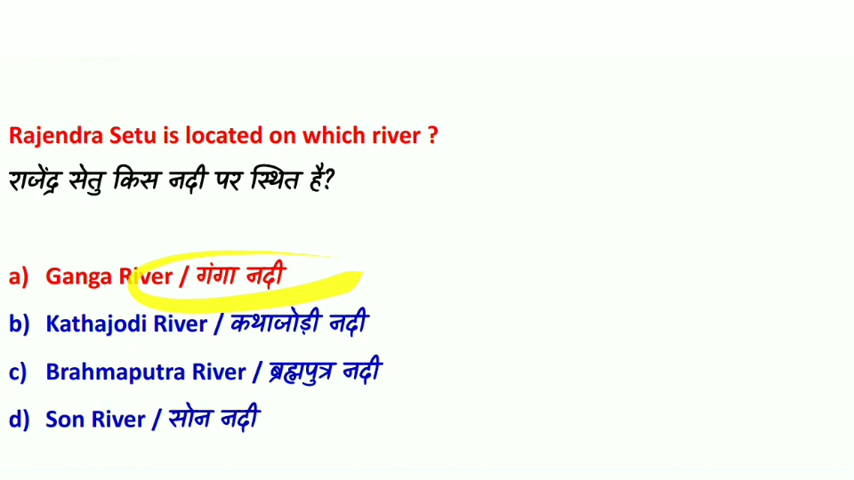 Rajendra Setu is located on which river ?
राजेंद्र सेतु किस नदी पर स्थित है?
a) Ganga River / गंगा नदी
b) Kathajodi River / कथाजोड़ी नदी
c) Brahmaputra River / ब्रह्मपुत्र नदी
d) Son River / सोन नदी